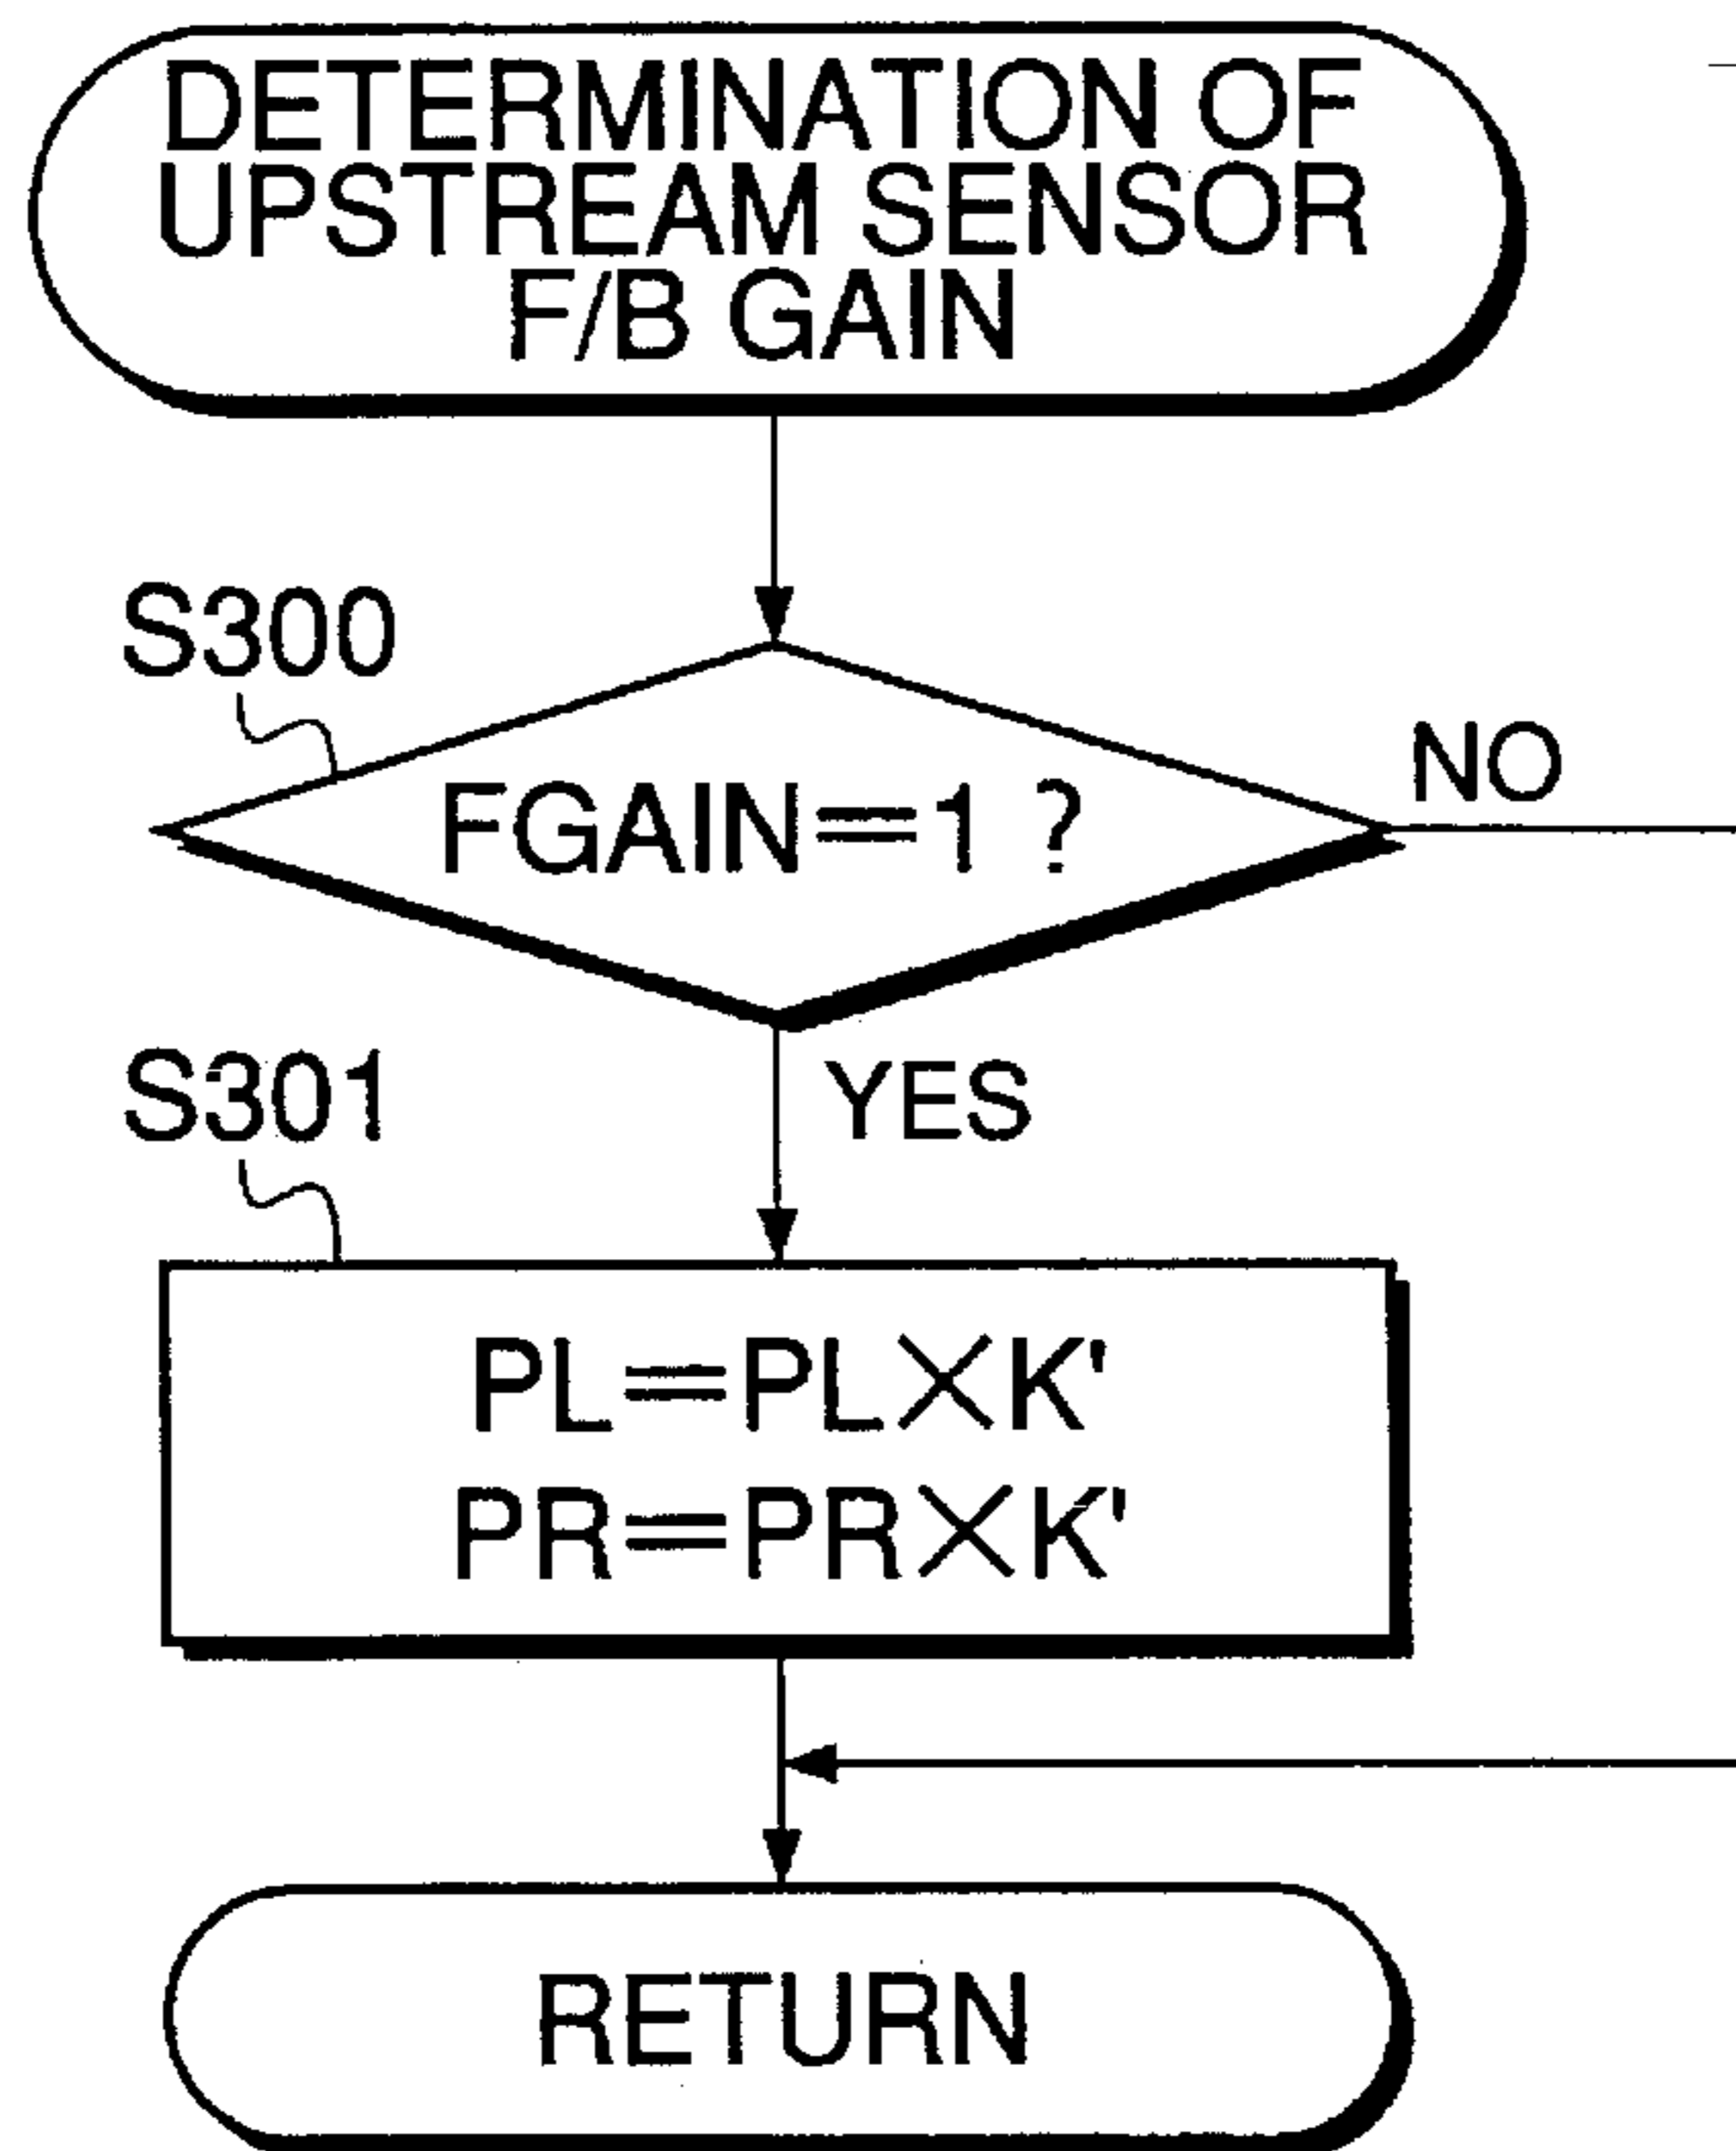 DETERMINATION OF
UPSTREAM SENSOR
F/B GAIN
S300
FGAIN=1 ?
NO
S301
YES
PL=PL×K'
PR=PR×K'
RETURN